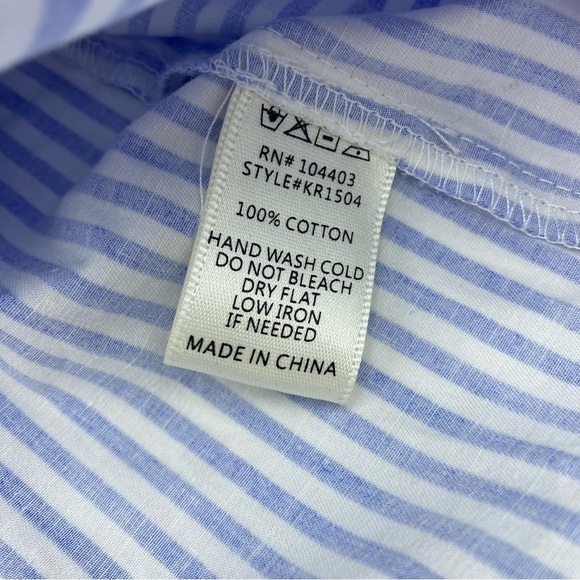 RN# 104403
STYLE#KR1504
100% COTTON
HAND WASH COLD
DO NOT BLEACH
DRY FLAT
LOW IRON
IF NEEDED
MADE IN CHINA